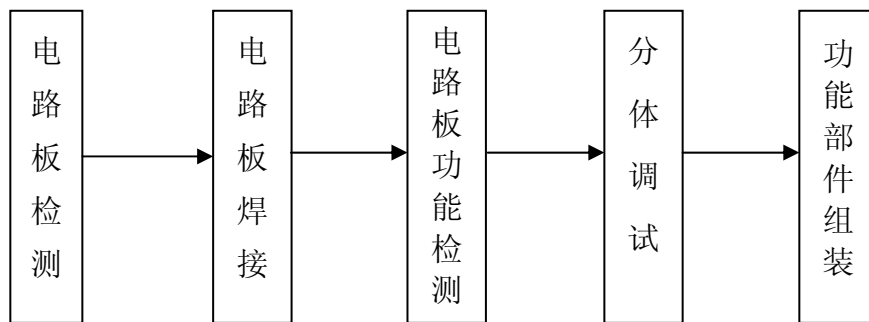 电路板检测
电路板焊接
电路板功能检测
分体调试
功能部件组装